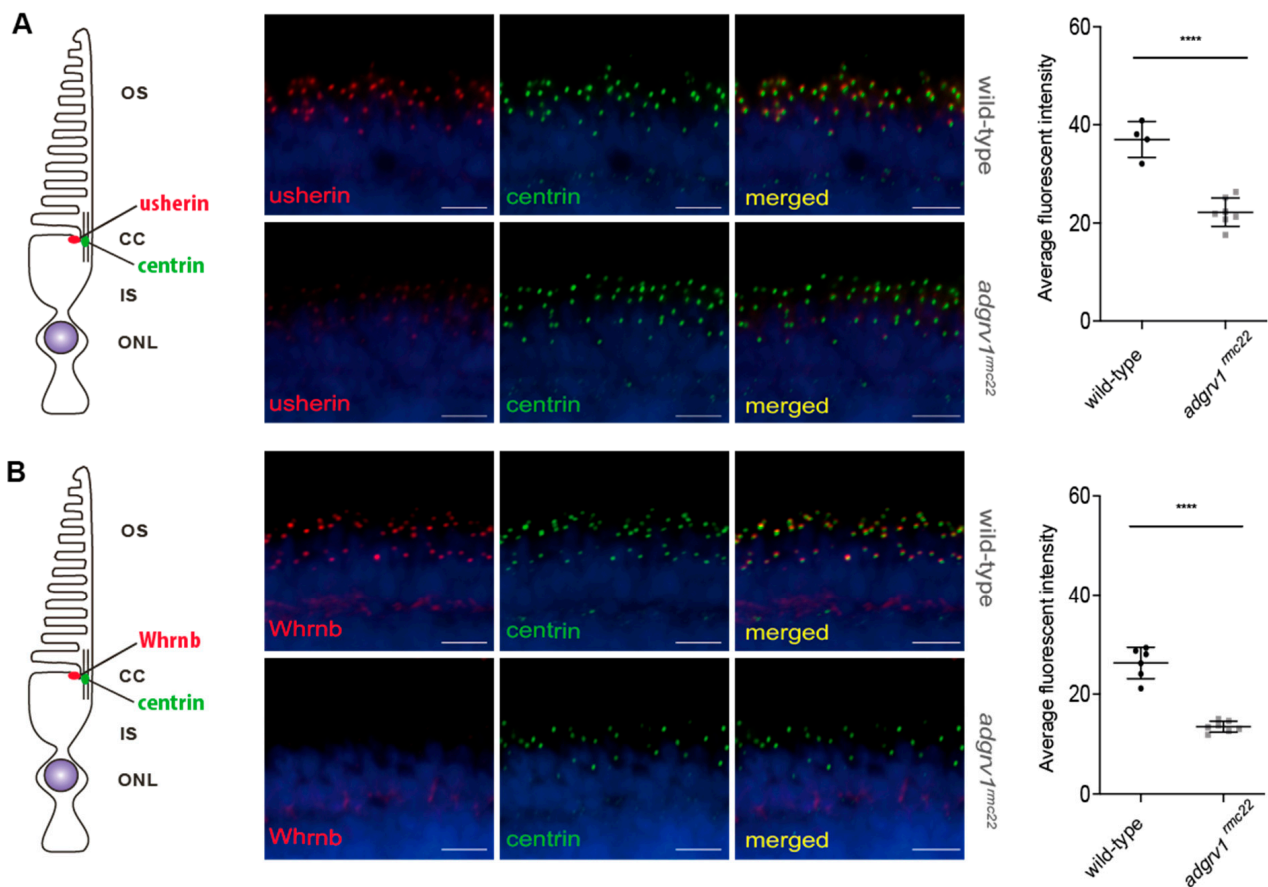 A
OS
usherin
CC
centrin
IS
ONL
usherin
centrin
merged
wild-type
usherin
centrin
merged
adgrv1rmc22
60
40
20
0
Average fluorescent intensity
****
wild-type
adgrv1 rmc22
B
OS
Whrnb
CC
centrin
IS
ONL
Whrnb
centrin
merged
wild-type
Whrnb
centrin
merged
adgrv1rmc22
60
40
20
0
Average fluorescent intensity
****
wild-type
adgrv1 rmc22